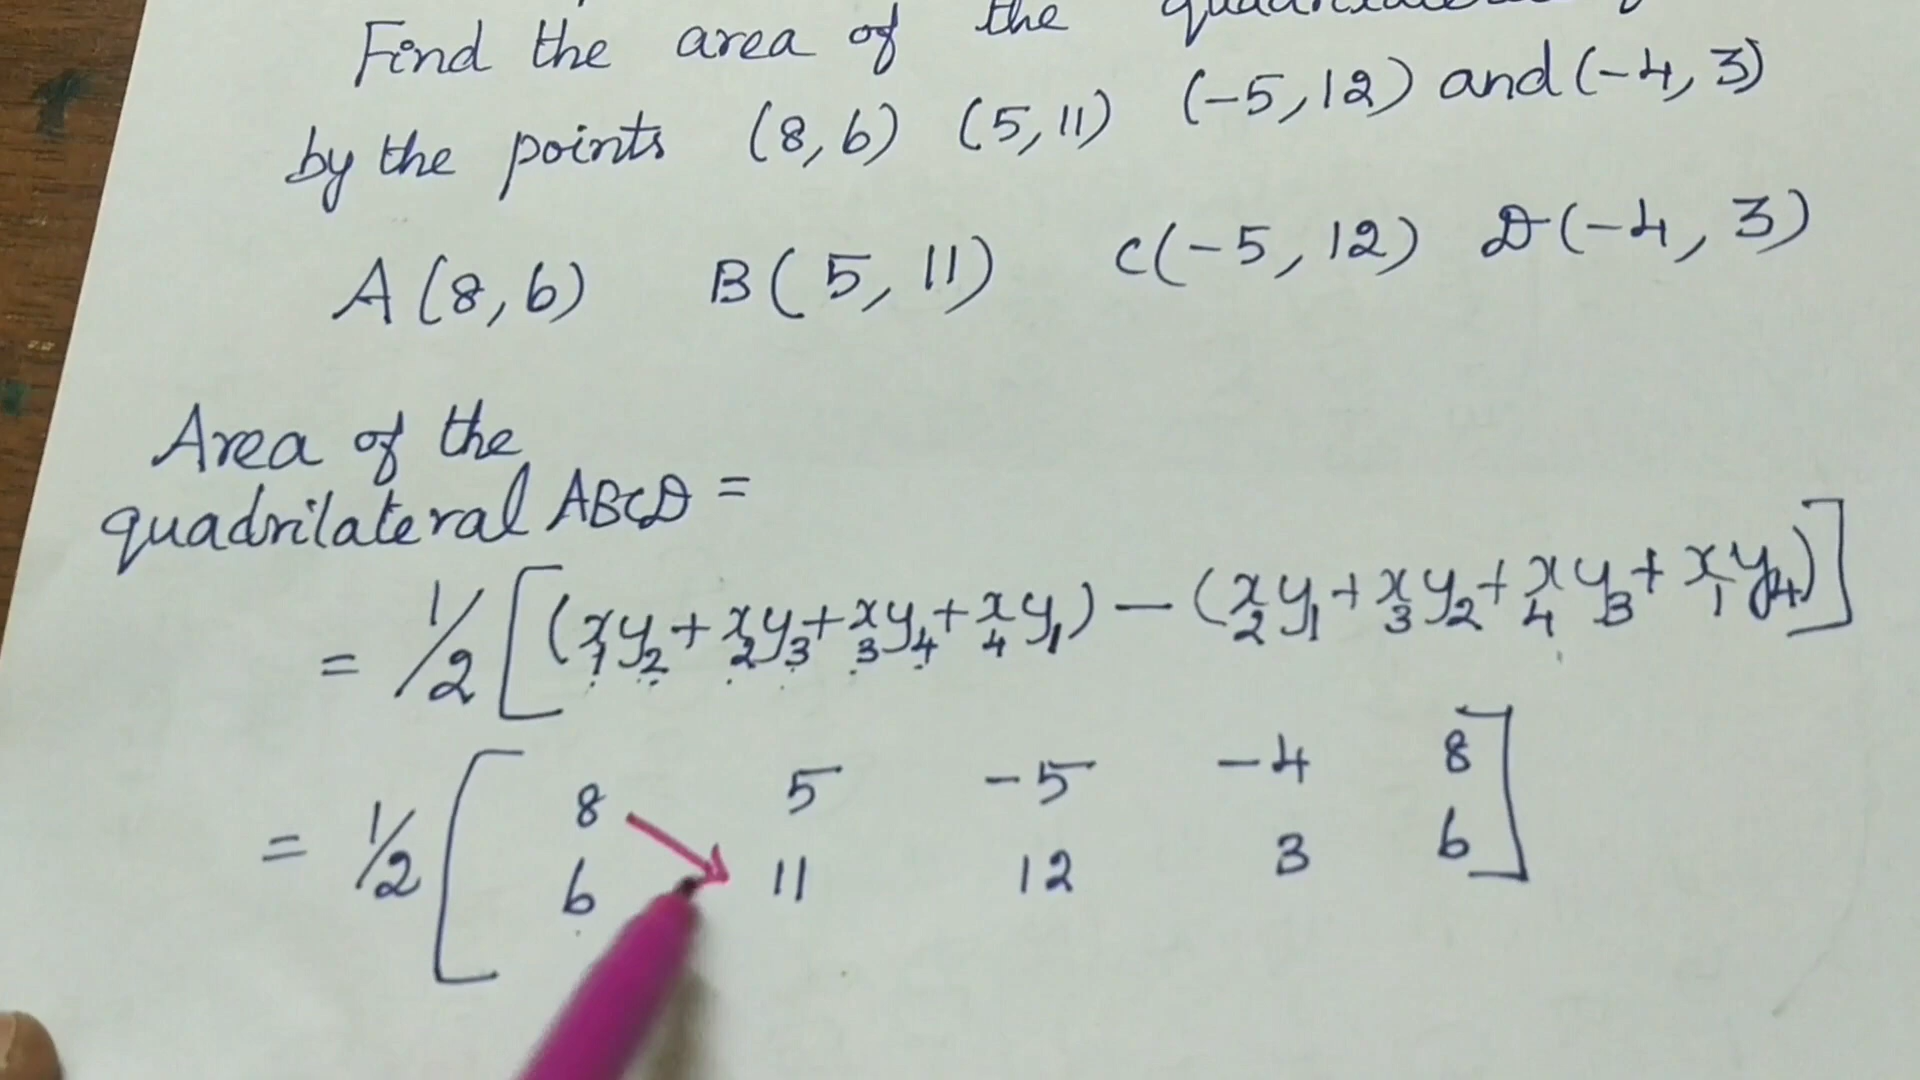 Find the area of the quadrilateral
by the points (8, 6) (5, 11) (-5, 12) and (-4, 3)
A (8, 6) B (5, 11) C(-5, 12) D(-4, 3)
Area of the
quadrilateral ABCD =
= 1/2 [(x₁y₂ + x₂y₃ + x₃y₄ + x₄y₁) - (x₂y₁ + x₃y₂ + x₄y₃ + x₁y₄)]
= 1/2 [ 8 5 -5 -4 8
6 11 12 3 6 ]